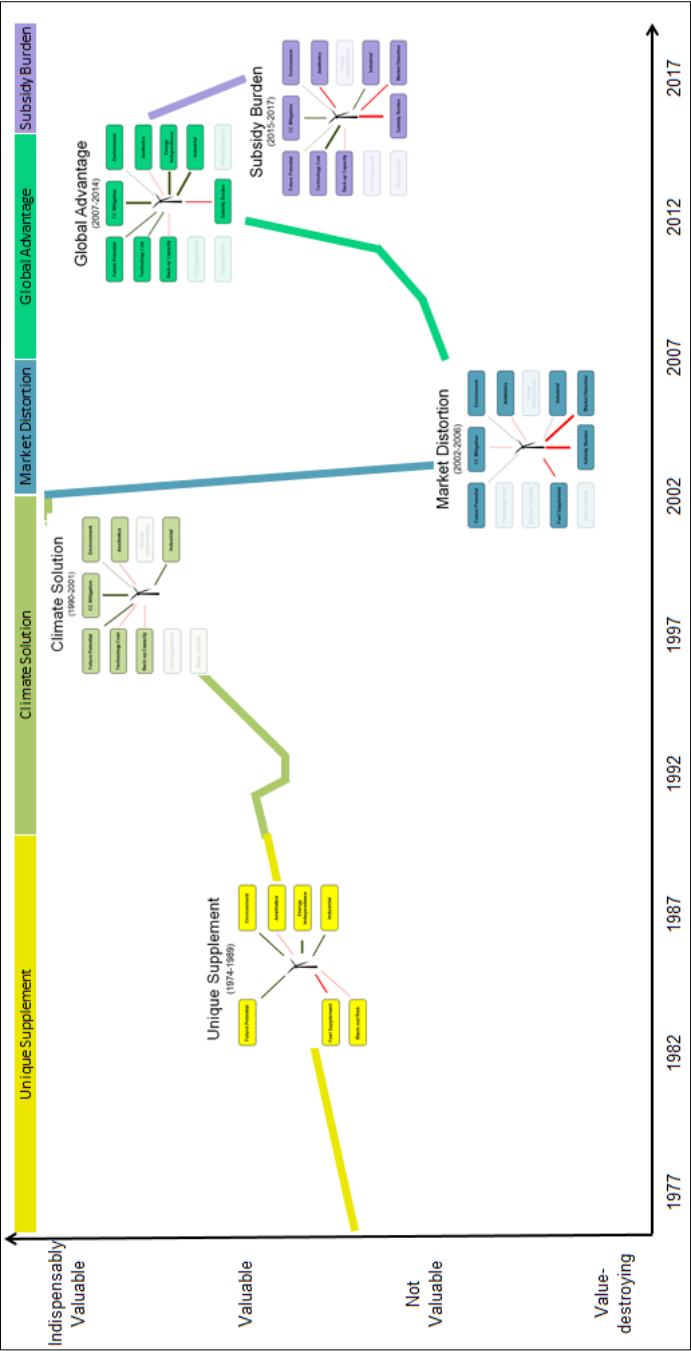 Unique Supplement
Climate Solution
Market Distortion
Global Advantage
Subsidy Burden
Indispensably
Valuable
Valuable
Not
Valuable
Value-
destroying
Unique Supplement
(1974-1989)
Future Potential
Environment
Aesthetics
Energy
Independence
Fuel Supplement
Industrial
Black-out Risk
Climate Solution
(1990-2001)
Future Potential
CC Mitigation
Environment
Technology Cost
Aesthetics
Back-up Capacity
Industrial
Market Distortion
(2002-2006)
Future Potential
CC Mitigation
Environment
Aesthetics
Fuel Supplement
Industrial
Subsidy Burden
Market Distortion
Global Advantage
(2007-2014)
Future Potential
CC Mitigation
Environment
Technology Cost
Aesthetics
Back-up Capacity
Energy
Independence
Industrial
Subsidy Burden
Subsidy Burden
(2015-2017)
Future Potential
CC Mitigation
Environment
Technology Cost
Aesthetics
Back-up Capacity
Industrial
Subsidy Burden
Market Distortion
1977
1982
1987
1992
1997
2002
2007
2012
2017